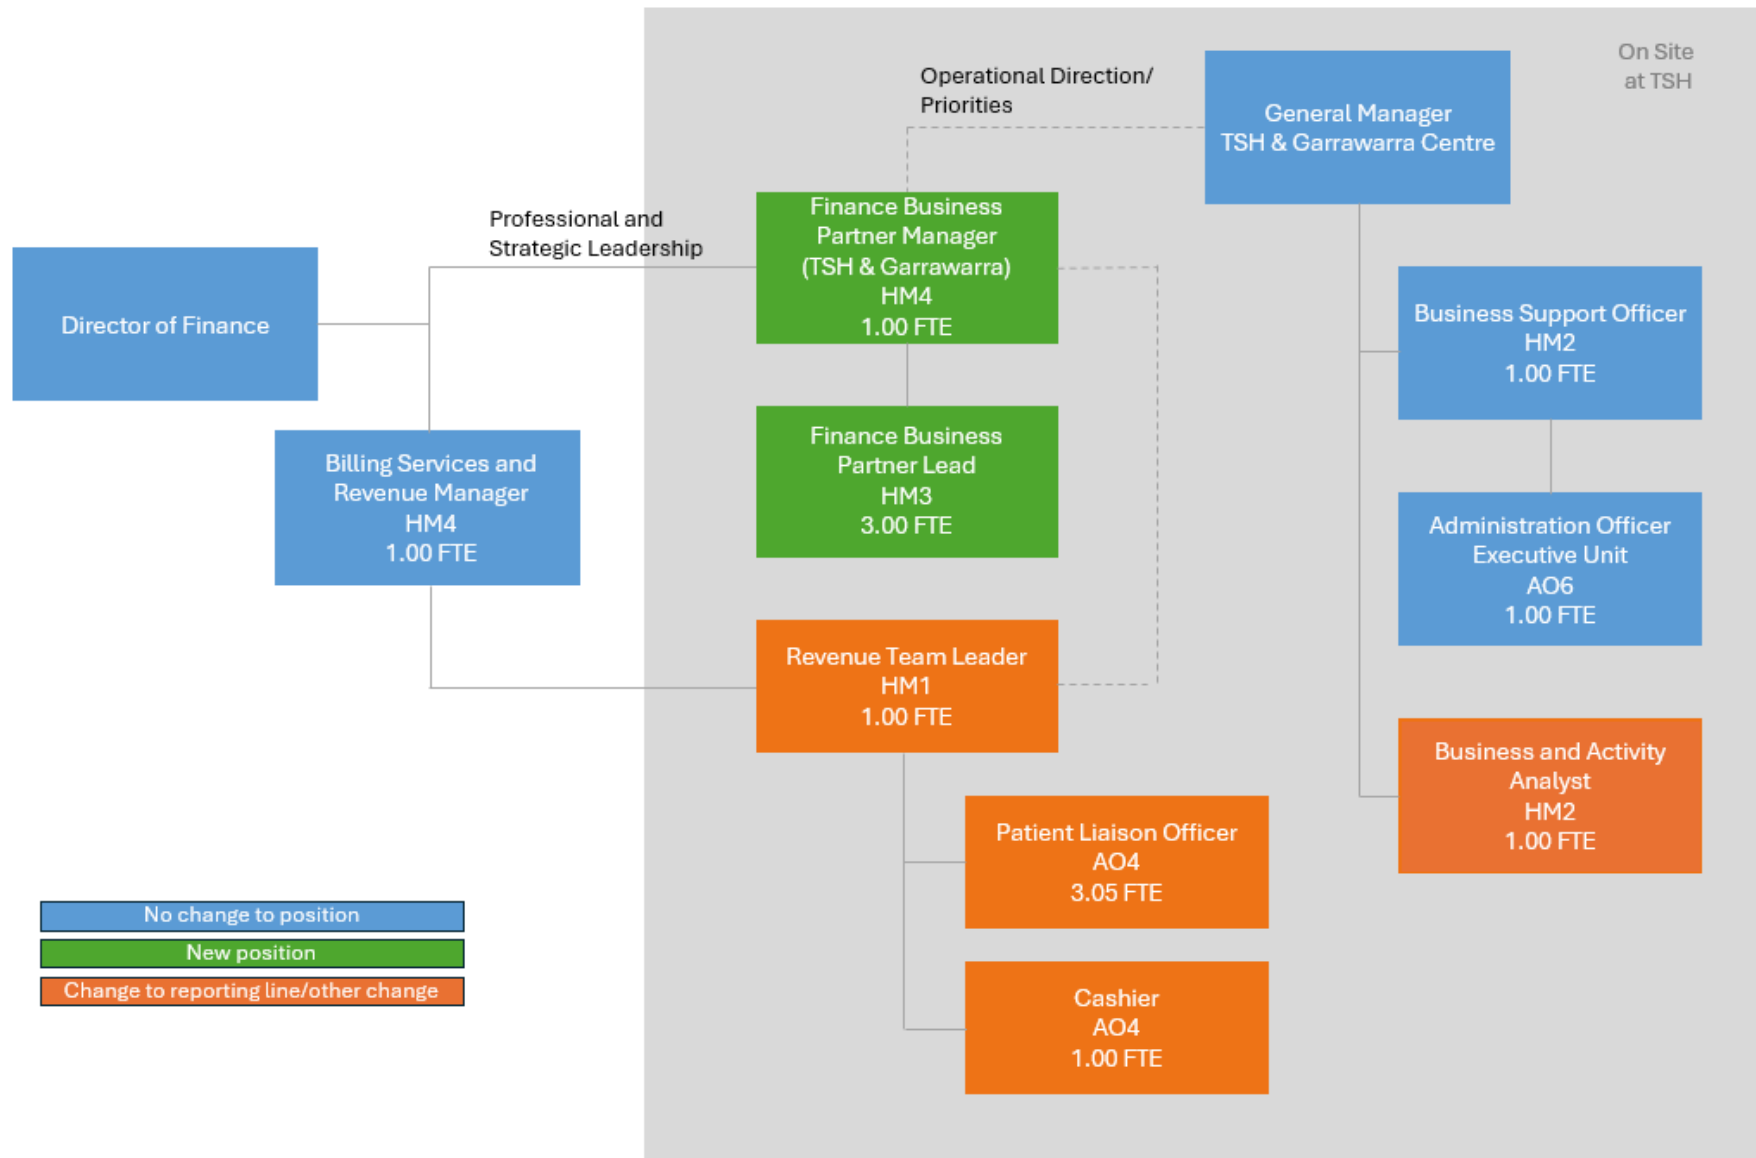 On Site
at TSH
Operational Direction/
Priorities
General Manager
TSH & Garrawarra Centre
Professional and
Strategic Leadership
Finance Business
Partner Manager
(TSH & Garrawarra)
HM4
1.00 FTE
Director of Finance
Business Support Officer
HM2
1.00 FTE
Billing Services and
Revenue Manager
HM4
1.00 FTE
Finance Business
Partner Lead
HM3
3.00 FTE
Administration Officer
Executive Unit
AO6
1.00 FTE
Revenue Team Leader
HM1
1.00 FTE
Business and Activity
Analyst
HM2
1.00 FTE
Patient Liaison Officer
AO4
3.05 FTE
Cashier
AO4
1.00 FTE
No change to position
New position
Change to reporting line/other change